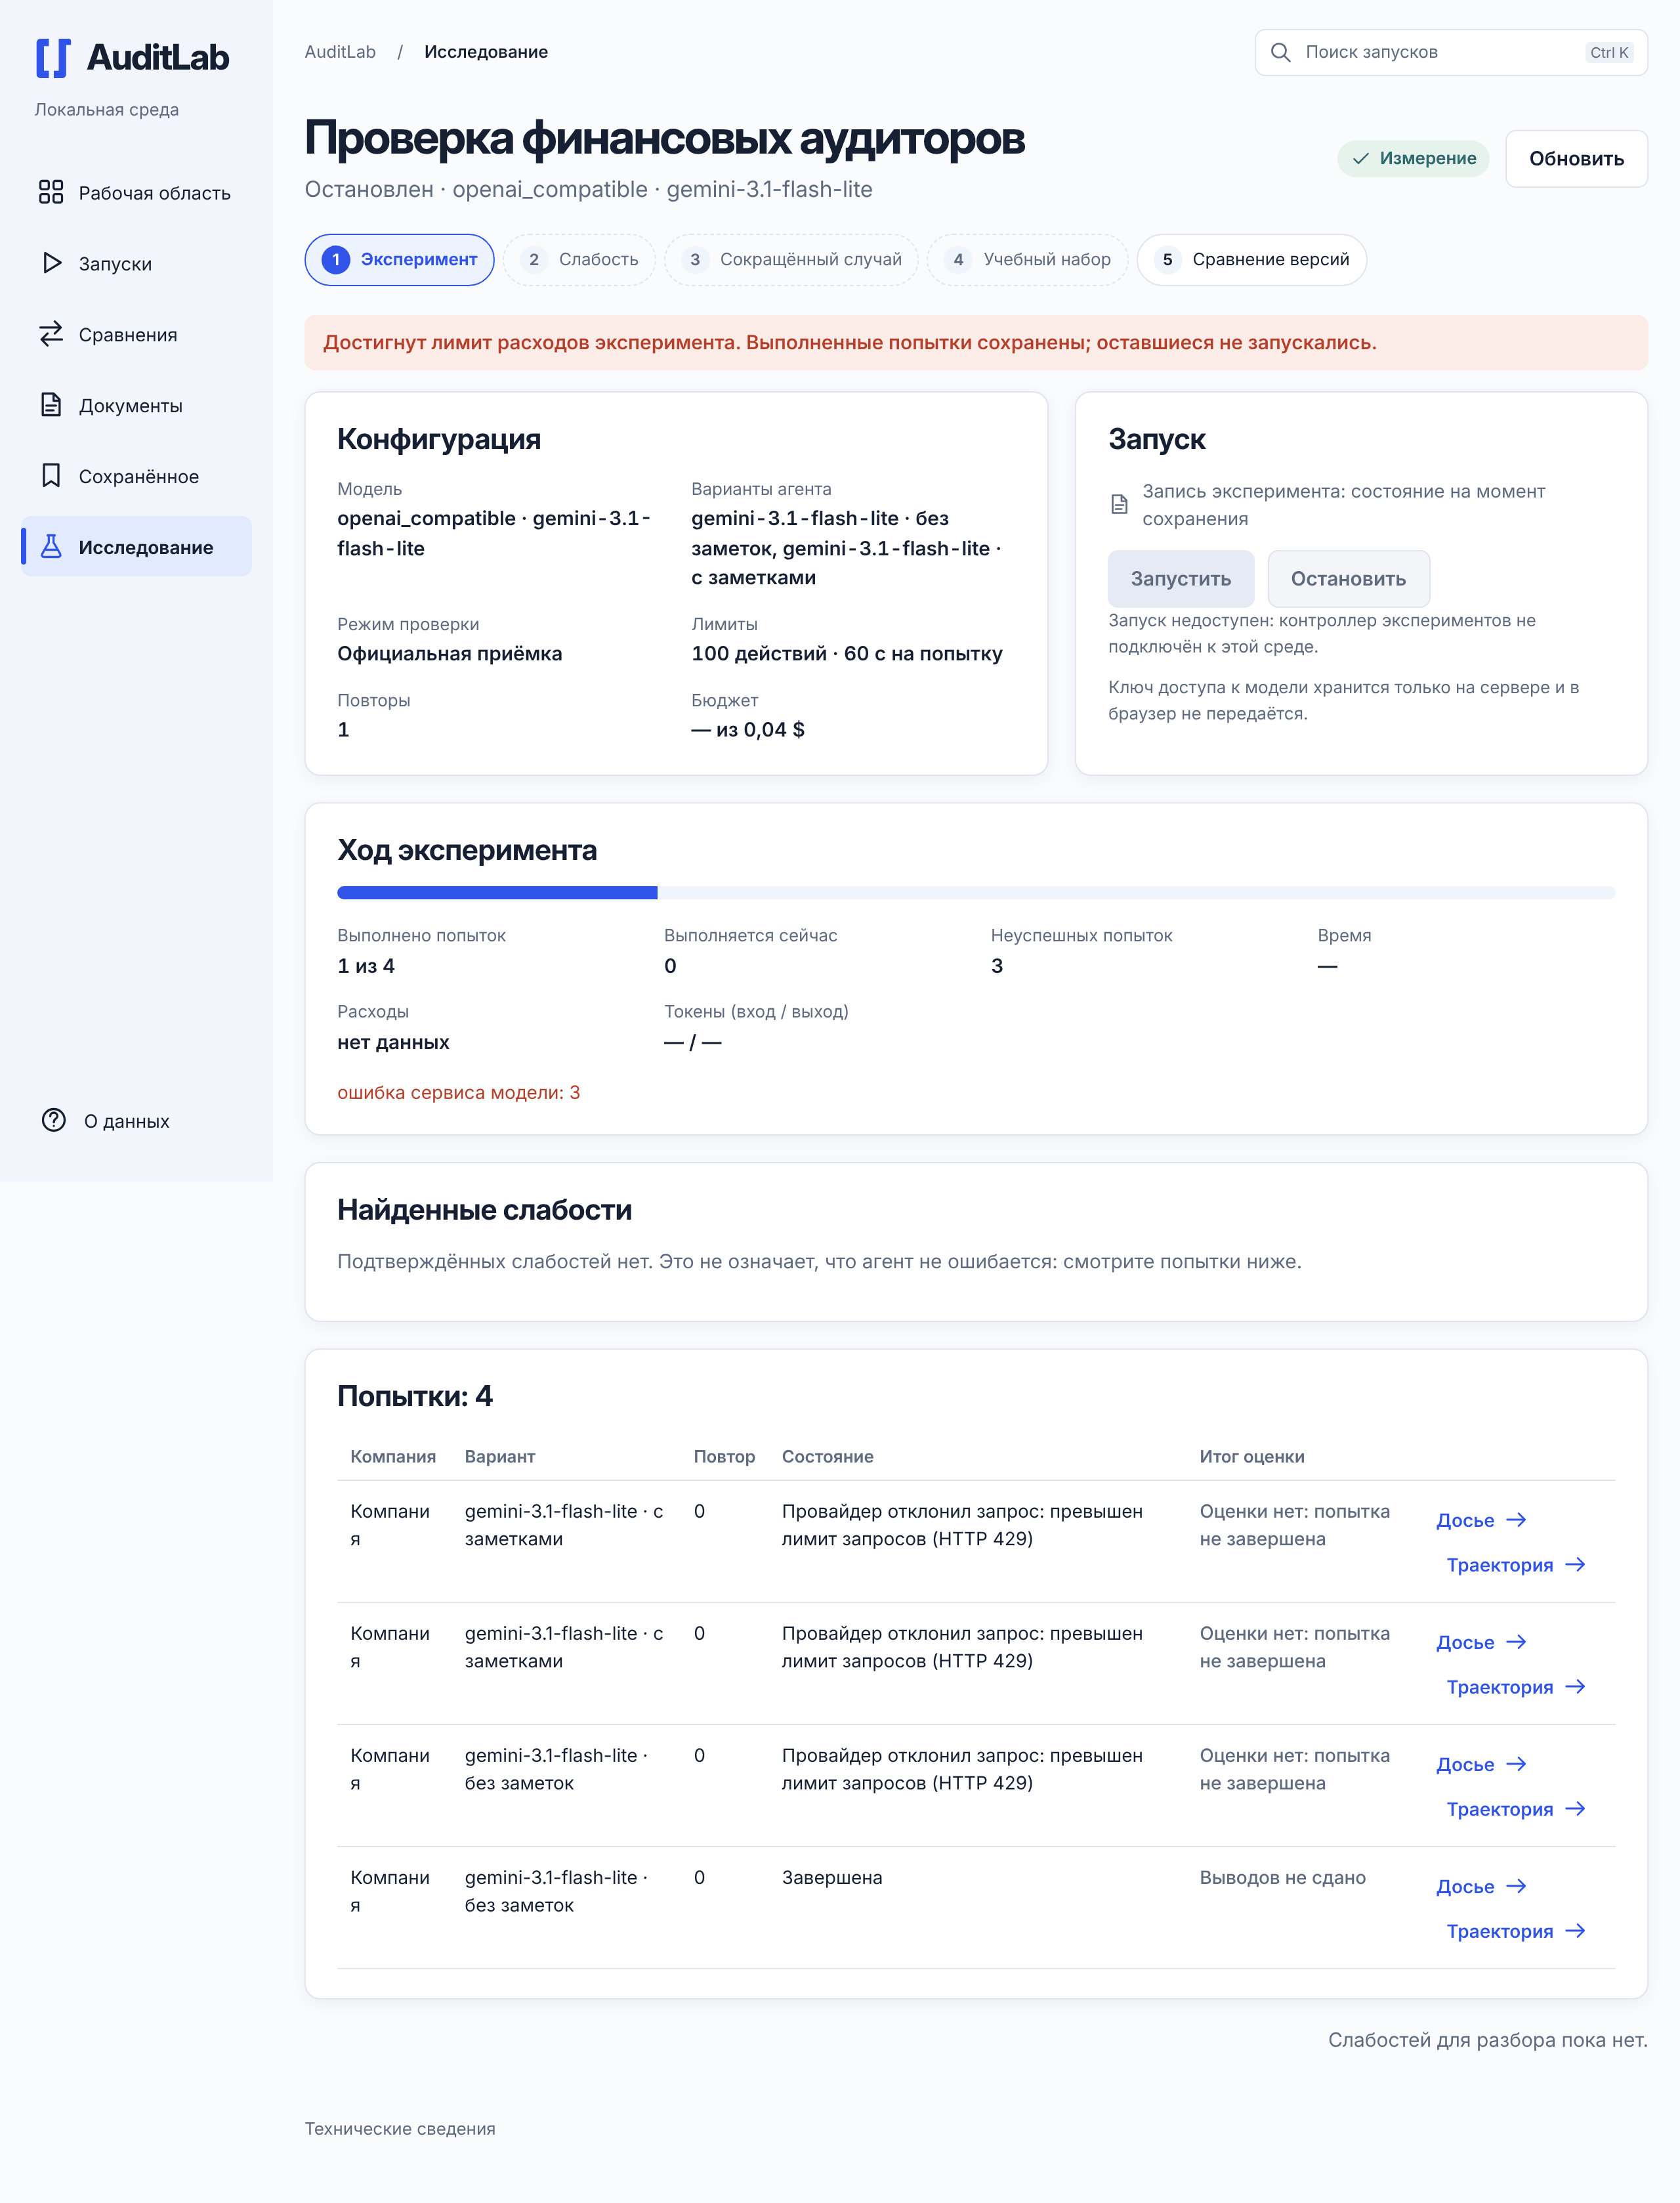 AuditLab
Локальная среда
Рабочая область
Запуски
Сравнения
Документы
Сохранённое
Исследование
О данных
AuditLab / Исследование
Поиск запусков Ctrl K
Проверка финансовых аудиторов
Остановлен · openai_compatible · gemini-3.1-flash-lite
Измерение
Обновить
1 Эксперимент
2 Слабость
3 Сокращённый случай
4 Учебный набор
5 Сравнение версий
Достигнут лимит расходов эксперимента. Выполненные попытки сохранены; оставшиеся не запускались.
Конфигурация
Модель
openai_compatible · gemini-3.1-
flash-lite
Варианты агента
gemini-3.1-flash-lite · без
заметок, gemini-3.1-flash-lite ·
с заметками
Режим проверки
Официальная приёмка
Лимиты
100 действий · 60 с на попытку
Повторы
1
Бюджет
— из 0,04 $
Запуск
Запись эксперимента: состояние на момент
сохранения
Запустить
Остановить
Запуск недоступен: контроллер экспериментов не
подключён к этой среде.
Ключ доступа к модели хранится только на сервере и в
браузер не передаётся.
Ход эксперимента
Выполнено попыток
1 из 4
Выполняется сейчас
0
Неуспешных попыток
3
Время
—
Расходы
нет данных
Токены (вход / выход)
— / —
ошибка сервиса модели: 3
Найденные слабости
Подтверждённых слабостей нет. Это не означает, что агент не ошибается: смотрите попытки ниже.
Попытки: 4
Компания Вариант Повтор Состояние Итог оценки
Компани gemini-3.1-flash-lite · с 0 Провайдер отклонил запрос: превышен Оценки нет: попытка Досье →
я заметками лимит запросов (HTTP 429) не завершена
Траектория →
Компани gemini-3.1-flash-lite · с 0 Провайдер отклонил запрос: превышен Оценки нет: попытка Досье →
я заметками лимит запросов (HTTP 429) не завершена
Траектория →
Компани gemini-3.1-flash-lite · 0 Провайдер отклонил запрос: превышен Оценки нет: попытка Досье →
я без заметок лимит запросов (HTTP 429) не завершена
Траектория →
Компани gemini-3.1-flash-lite · 0 Завершена Выводов не сдано Досье →
я без заметок
Траектория →
Слабостей для разбора пока нет.
Технические сведения